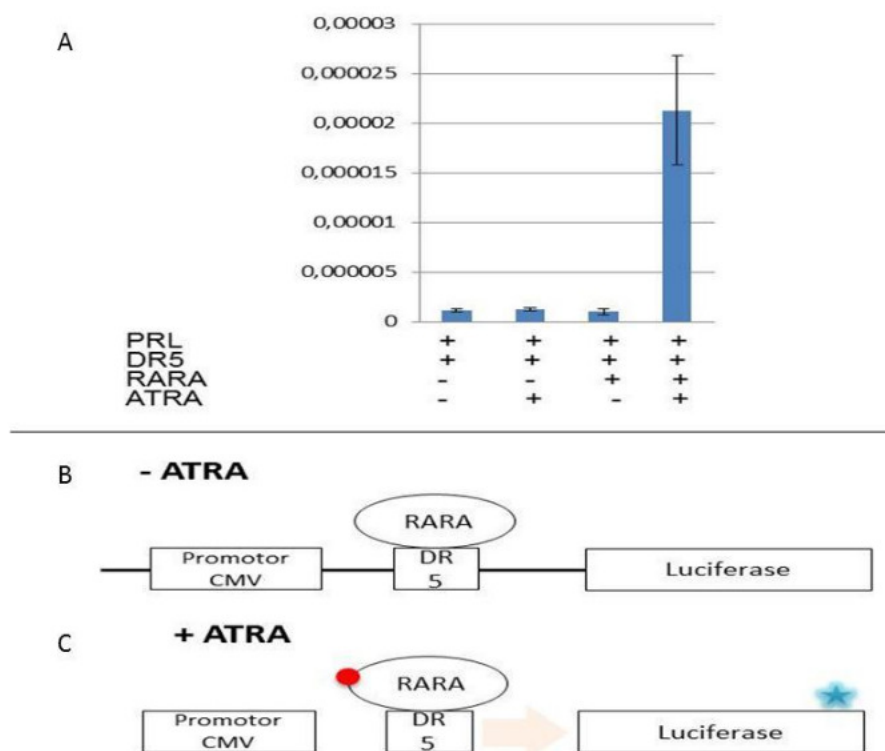 A
0,00003
0,000025
0,00002
0,000015
0,00001
0,000005
0
PRL + + + +
DR5 + + + +
RARA - - + +
ATRA - + - +
B
- ATRA
RARA
Promotor
CMV
DR
5
Luciferase
C
+ ATRA
RARA
Promotor
CMV
DR
5
Luciferase